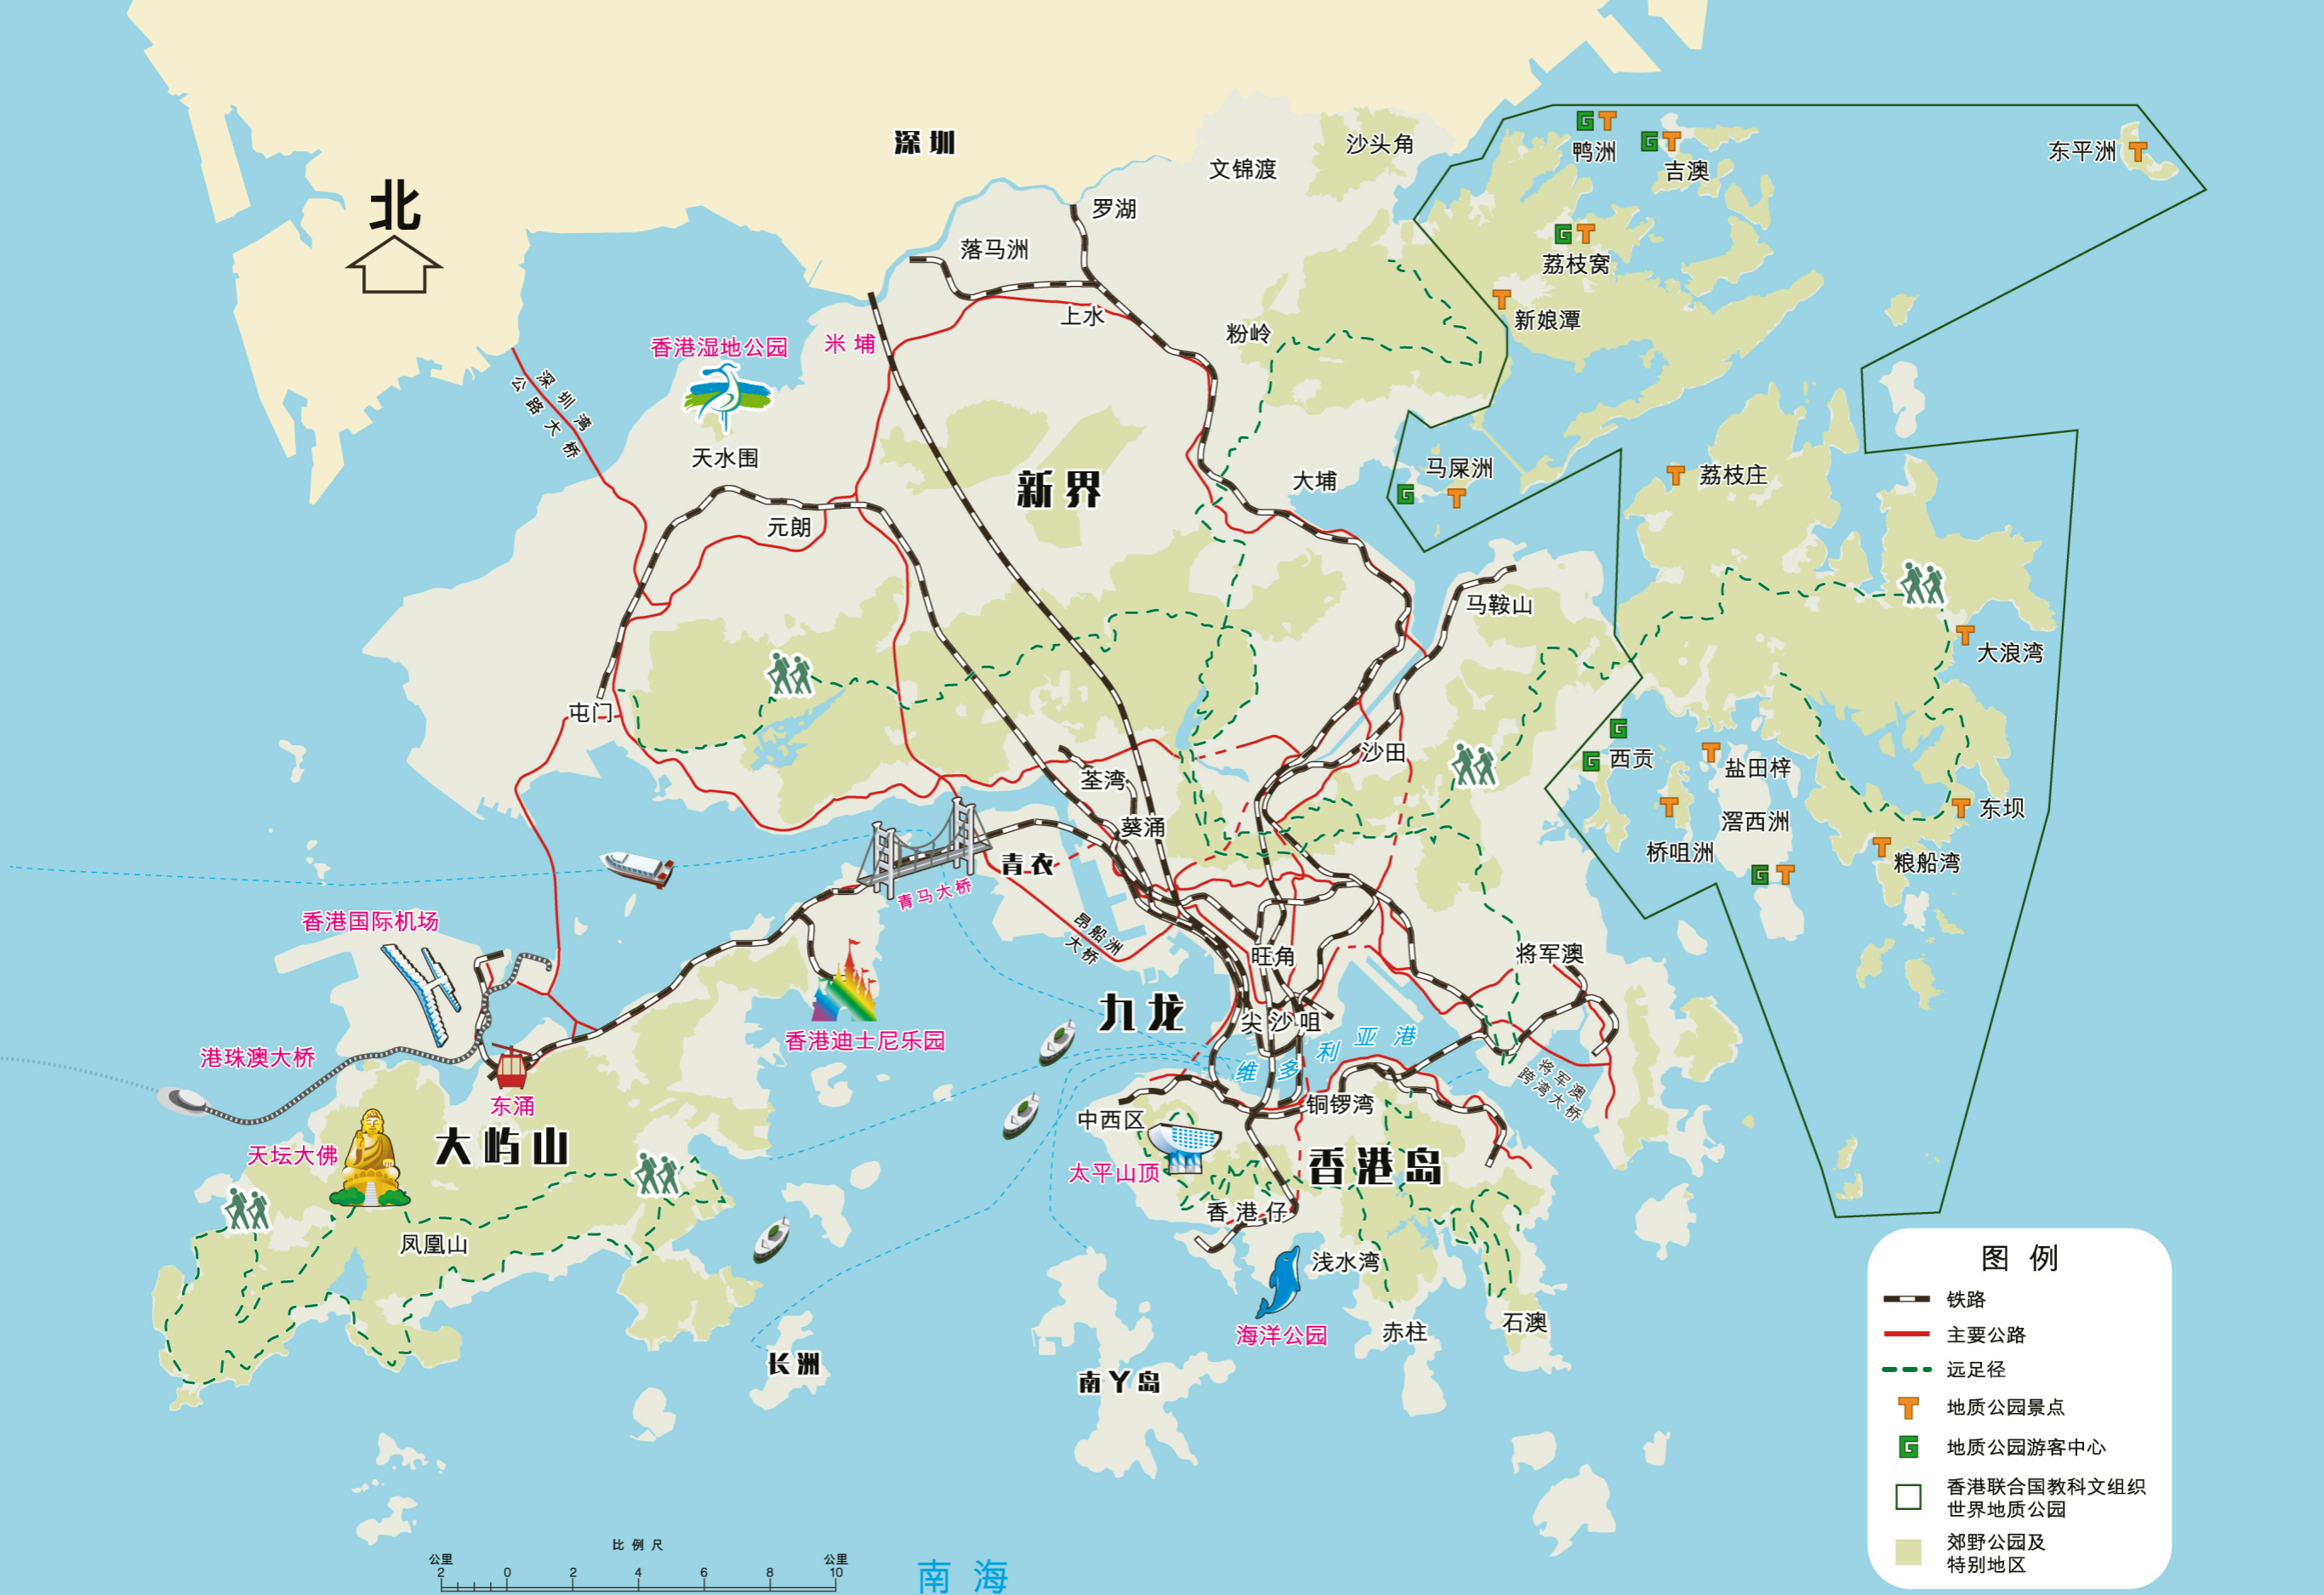 北
深圳
沙头角
文锦渡
鸭洲
吉澳
东平洲
罗湖
落马洲
荔枝窝
上水
新娘潭
粉岭
米埔
香港湿地公园
深圳湾
公路大桥
天水围
新界
大埔
马屎洲
荔枝庄
元朗
马鞍山
大浪湾
屯门
沙田
西贡
盐田梓
荃湾
滘西洲
东坝
葵涌
桥咀洲
粮船湾
青衣
青马大桥
昂船洲
大桥
香港国际机场
旺角
将军澳
九龙
尖沙咀
香港迪士尼乐园
维多利亚港
港珠澳大桥
将军澳
跨湾大桥
东涌
铜锣湾
中西区
天坛大佛
大屿山
太平山顶
香港岛
香港仔
凤凰山
浅水湾
海洋公园
赤柱
石澳
长洲
南丫岛
南海
图例
铁路
主要公路
远足径
T 地质公园景点
G 地质公园游客中心
香港联合国教科文组织
世界地质公园
郊野公园及
特别地区
比例尺
公里 公里
2 0 2 4 6 8 10